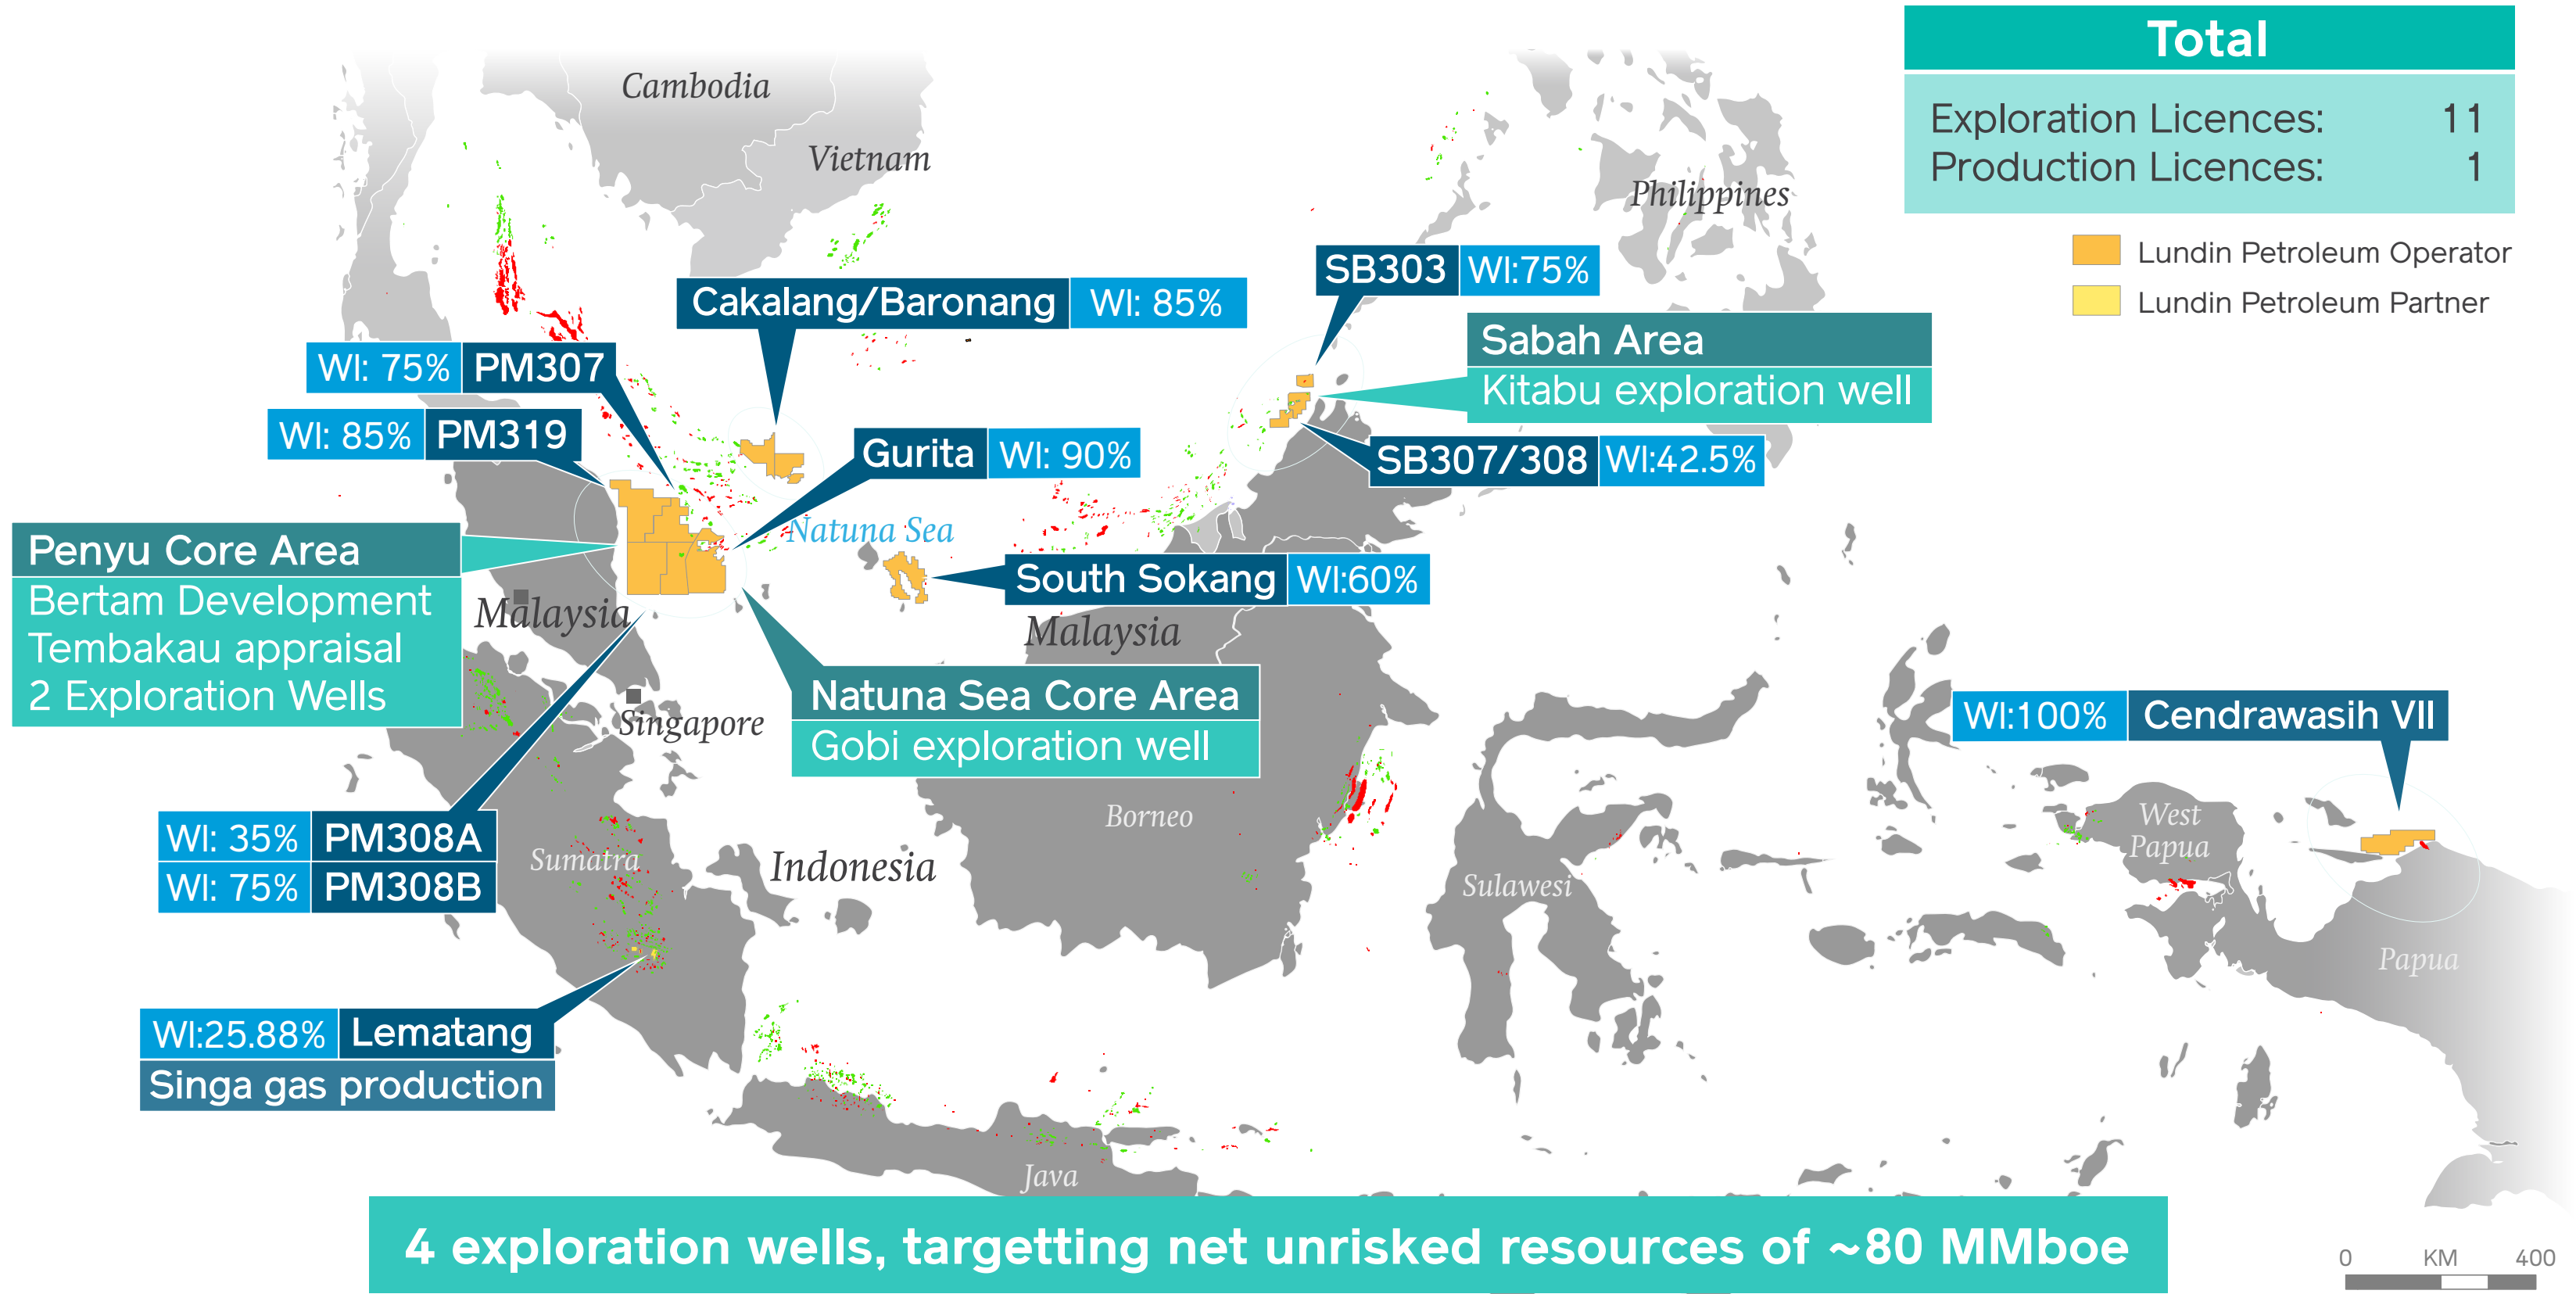 Total
Exploration Licences: 11
Production Licences: 1
Lundin Petroleum Operator
Lundin Petroleum Partner
Cambodia
Vietnam
Philippines
SB303 WI:75%
Cakalang/Baronang WI: 85%
Sabah Area
Kitabu exploration well
WI: 75% PM307
WI: 85% PM319
Gurita WI: 90%
SB307/308 WI:42.5%
Natuna Sea
Penyu Core Area
Bertam Development
Tembakau appraisal
2 Exploration Wells
South Sokang WI:60%
Malaysia
Malaysia
Natuna Sea Core Area
Gobi exploration well
Singapore
WI:100% Cendrawasih VII
WI: 35% PM308A
WI: 75% PM308B
Sumatra
Indonesia
Borneo
Sulawesi
West
Papua
Papua
WI:25.88% Lematang
Singa gas production
Java
4 exploration wells, targetting net unrisked resources of ~80 MMboe
0 KM 400